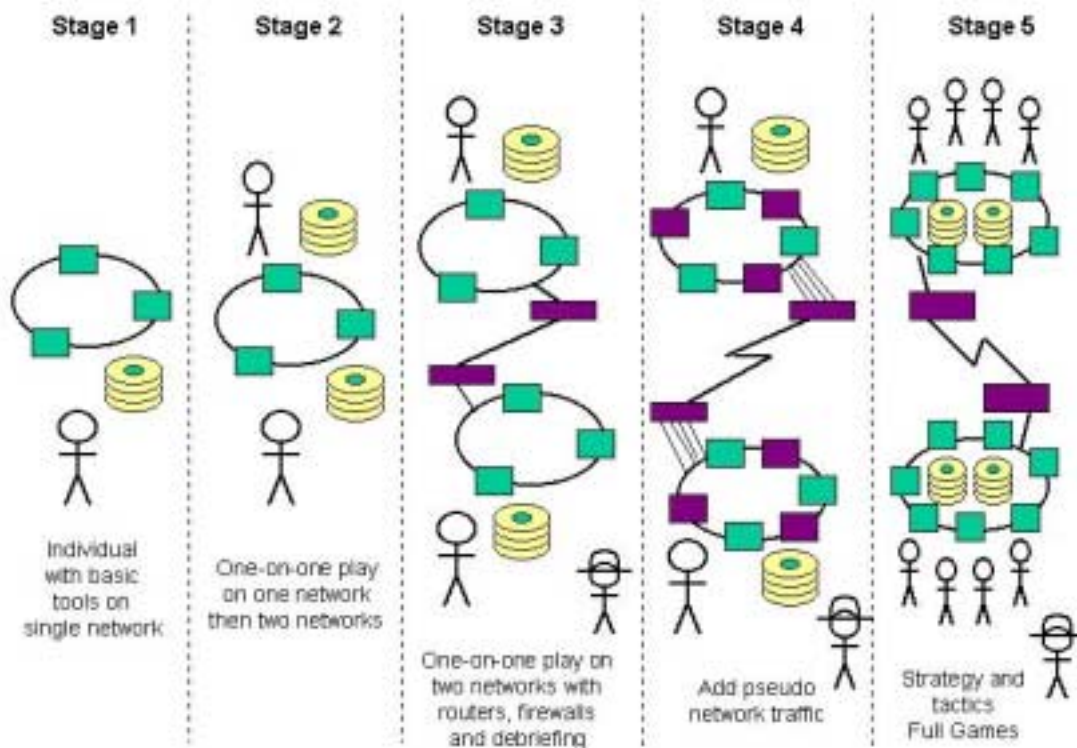 Stage 1
Stage 2
Stage 3
Stage 4
Stage 5
Individual
with basic
tools on
single network
One-on-one play
on one network
then two networks
One-on-one play on
two networks with
routers, firewalls
and debriefing
Add pseudo
network traffic
Strategy and
tactics
Full Games